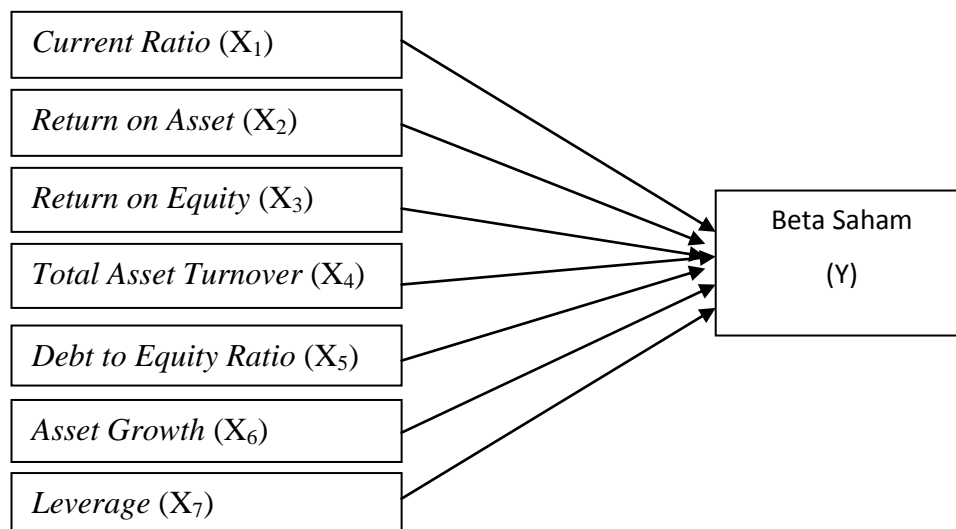 Current Ratio (X₁)
Return on Asset (X₂)
Return on Equity (X₃)
Total Asset Turnover (X₄)
Debt to Equity Ratio (X₅)
Asset Growth (X₆)
Leverage (X₇)
Beta Saham
(Y)